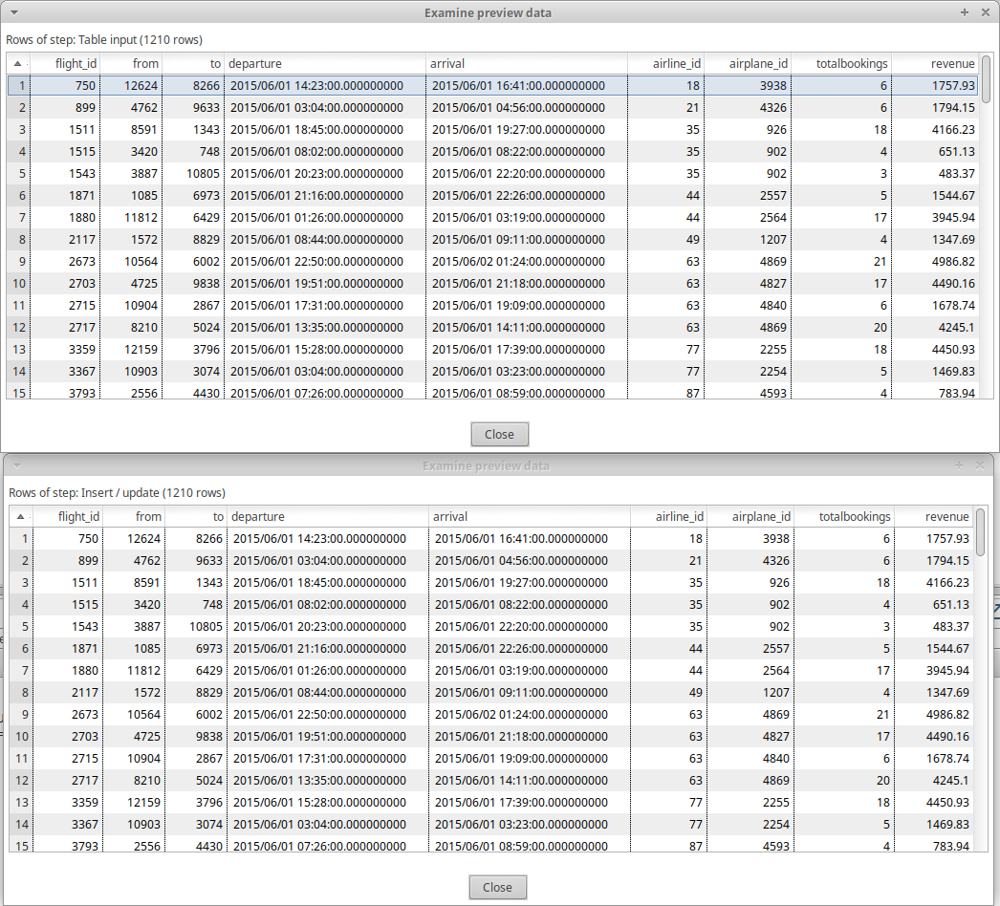 Examine preview data
Rows of step: Table input (1210 rows)
flight_id from to departure arrival airline_id airplane_id totalbookings revenue
1 750 12624 8266 2015/06/01 14:23:00.000000000 2015/06/01 16:41:00.000000000 18 3938 6 1757.93
2 899 4762 9633 2015/06/01 03:04:00.000000000 2015/06/01 04:56:00.000000000 21 4326 6 1794.15
3 1511 8591 1343 2015/06/01 18:45:00.000000000 2015/06/01 19:27:00.000000000 35 926 18 4166.23
4 1515 3420 748 2015/06/01 08:02:00.000000000 2015/06/01 08:22:00.000000000 35 902 4 651.13
5 1543 3887 10805 2015/06/01 20:23:00.000000000 2015/06/01 22:20:00.000000000 35 902 3 483.37
6 1871 1085 6973 2015/06/01 21:16:00.000000000 2015/06/01 22:26:00.000000000 44 2557 5 1544.67
7 1880 11812 6429 2015/06/01 01:26:00.000000000 2015/06/01 03:19:00.000000000 44 2564 17 3945.94
8 2117 1572 8829 2015/06/01 08:44:00.000000000 2015/06/01 09:11:00.000000000 49 1207 4 1347.69
9 2673 10564 6002 2015/06/01 22:50:00.000000000 2015/06/02 01:24:00.000000000 63 4869 21 4986.82
10 2703 4725 9838 2015/06/01 19:51:00.000000000 2015/06/01 21:18:00.000000000 63 4827 17 4490.16
11 2715 10904 2867 2015/06/01 17:31:00.000000000 2015/06/01 19:09:00.000000000 63 4840 6 1678.74
12 2717 8210 5024 2015/06/01 13:35:00.000000000 2015/06/01 14:11:00.000000000 63 4869 20 4245.1
13 3359 12159 3796 2015/06/01 15:28:00.000000000 2015/06/01 17:39:00.000000000 77 2255 18 4450.93
14 3367 10903 3074 2015/06/01 03:04:00.000000000 2015/06/01 03:23:00.000000000 77 2254 5 1469.83
15 3793 2556 4430 2015/06/01 07:26:00.000000000 2015/06/01 08:59:00.000000000 87 4593 4 783.94
Close
Examine preview data
Rows of step: Insert / update (1210 rows)
flight_id from to departure arrival airline_id airplane_id totalbookings revenue
1 750 12624 8266 2015/06/01 14:23:00.000000000 2015/06/01 16:41:00.000000000 18 3938 6 1757.93
2 899 4762 9633 2015/06/01 03:04:00.000000000 2015/06/01 04:56:00.000000000 21 4326 6 1794.15
3 1511 8591 1343 2015/06/01 18:45:00.000000000 2015/06/01 19:27:00.000000000 35 926 18 4166.23
4 1515 3420 748 2015/06/01 08:02:00.000000000 2015/06/01 08:22:00.000000000 35 902 4 651.13
5 1543 3887 10805 2015/06/01 20:23:00.000000000 2015/06/01 22:20:00.000000000 35 902 3 483.37
6 1871 1085 6973 2015/06/01 21:16:00.000000000 2015/06/01 22:26:00.000000000 44 2557 5 1544.67
7 1880 11812 6429 2015/06/01 01:26:00.000000000 2015/06/01 03:19:00.000000000 44 2564 17 3945.94
8 2117 1572 8829 2015/06/01 08:44:00.000000000 2015/06/01 09:11:00.000000000 49 1207 4 1347.69
9 2673 10564 6002 2015/06/01 22:50:00.000000000 2015/06/02 01:24:00.000000000 63 4869 21 4986.82
10 2703 4725 9838 2015/06/01 19:51:00.000000000 2015/06/01 21:18:00.000000000 63 4827 17 4490.16
11 2715 10904 2867 2015/06/01 17:31:00.000000000 2015/06/01 19:09:00.000000000 63 4840 6 1678.74
12 2717 8210 5024 2015/06/01 13:35:00.000000000 2015/06/01 14:11:00.000000000 63 4869 20 4245.1
13 3359 12159 3796 2015/06/01 15:28:00.000000000 2015/06/01 17:39:00.000000000 77 2255 18 4450.93
14 3367 10903 3074 2015/06/01 03:04:00.000000000 2015/06/01 03:23:00.000000000 77 2254 5 1469.83
15 3793 2556 4430 2015/06/01 07:26:00.000000000 2015/06/01 08:59:00.000000000 87 4593 4 783.94
Close